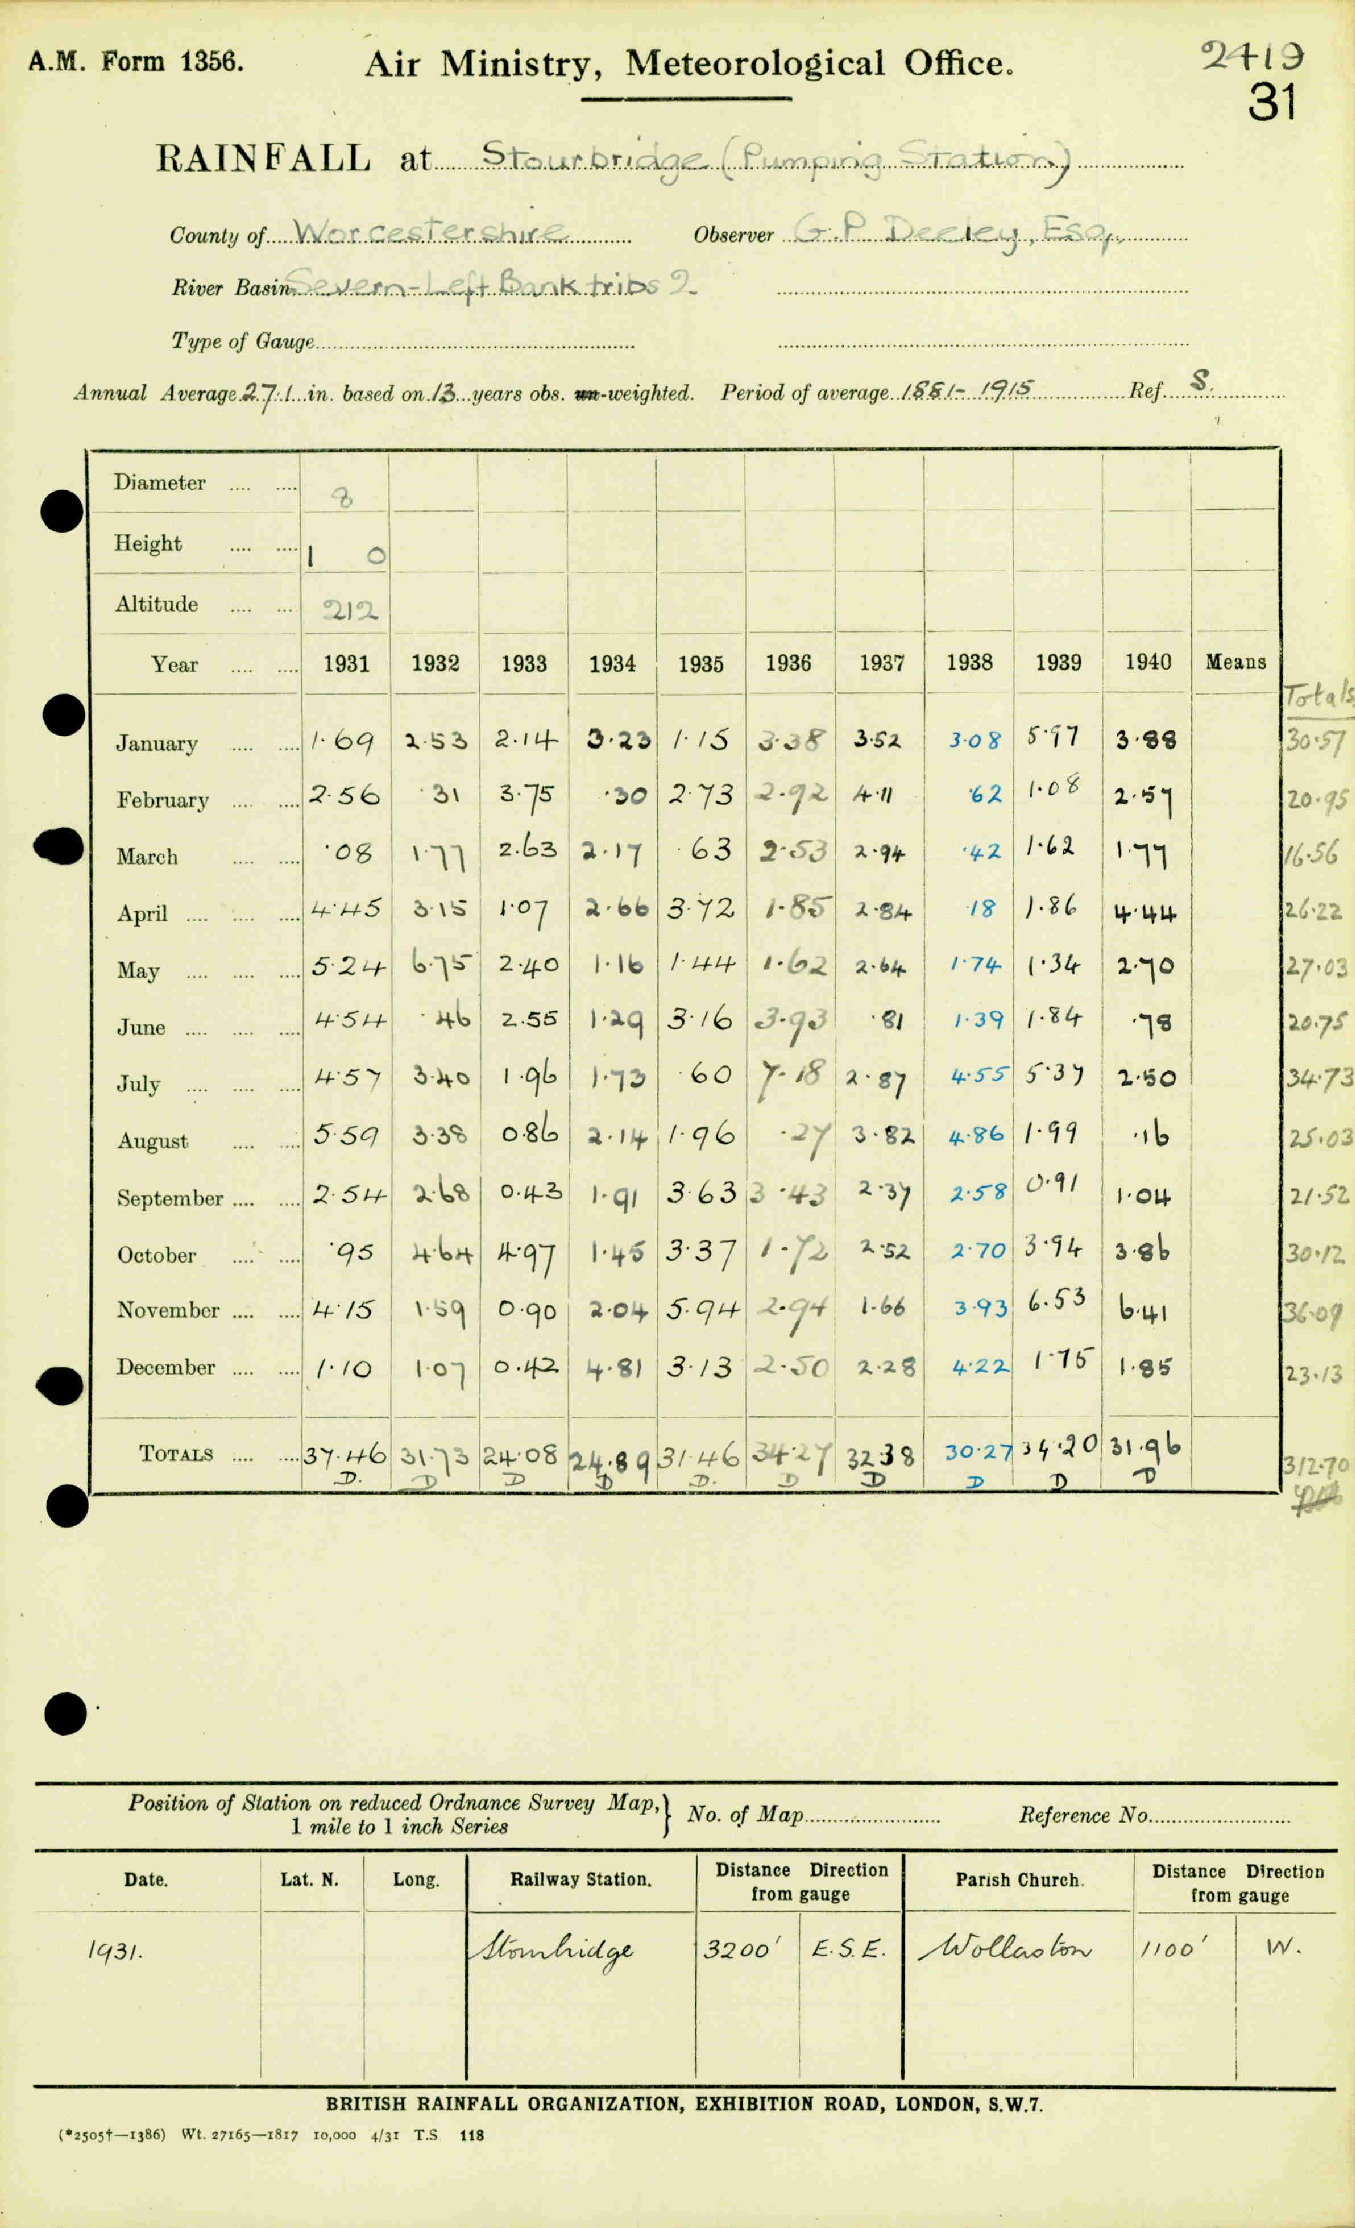 A.M. Form 1356.
Air Ministry, Meteorological Office.
2419
31
RAINFALL at Stourbridge (Pumping Station)
County of Worcestershire Observer G.P. Deeley, Esq.,
River Basin Severn-Left Bank tribs 2
Type of Gauge
Annual Average 27.1 in. based on 13 years obs. un-weighted. Period of average 1881-1915 Ref. S.
Diameter 8
Height 1 0
Altitude 212
Year 1931 1932 1933 1934 1935 1936 1937 1938 1939 1940 Means
Totals
January 1.69 2.53 2.14 3.23 1.15 3.38 3.52 3.08 5.97 3.88 30.57
February 2.56 .31 3.75 .30 2.73 2.92 4.11 .62 1.08 2.57 20.95
March .08 1.77 2.63 2.17 .63 2.53 2.94 .42 1.62 1.77 16.56
April 4.45 3.15 1.07 2.66 3.72 1.85 2.84 .18 1.86 4.44 26.22
May 5.24 6.75 2.40 1.16 1.44 1.62 2.64 1.74 1.34 2.70 27.03
June 4.54 .46 2.55 1.29 3.16 3.93 .81 1.39 1.84 .78 20.75
July 4.57 3.40 1.96 1.73 .60 7.18 2.87 4.55 5.37 2.50 34.73
August 5.59 3.38 0.86 2.14 1.96 .27 3.82 4.86 1.99 .16 25.03
September 2.54 2.68 0.43 1.91 3.63 3.43 2.37 2.58 0.91 1.04 21.52
October .95 4.64 4.97 1.45 3.37 1.72 2.52 2.70 3.94 3.86 30.12
November 4.15 1.59 0.90 2.04 5.94 2.94 1.66 3.93 6.53 6.41 36.09
December 1.10 1.07 0.42 4.81 3.13 2.50 2.28 4.22 1.75 1.85 23.13
TOTALS 37.46 31.73 24.08 24.89 31.46 34.27 32.38 30.27 34.20 31.96 312.70
D. D D D D. D D D D D
Position of Station on reduced Ordnance Survey Map, 1 mile to 1 inch Series } No. of Map Reference No.
Date. Lat. N. Long. Railway Station. Distance Direction from gauge Parish Church. Distance Direction from gauge
1931. Stourbridge 3200' E.S.E. Wollaston 1100' W.
BRITISH RAINFALL ORGANIZATION, EXHIBITION ROAD, LONDON, S.W.7.
(*2505†—1386) Wt. 27165—1817 10,000 4/31 T.S. 118